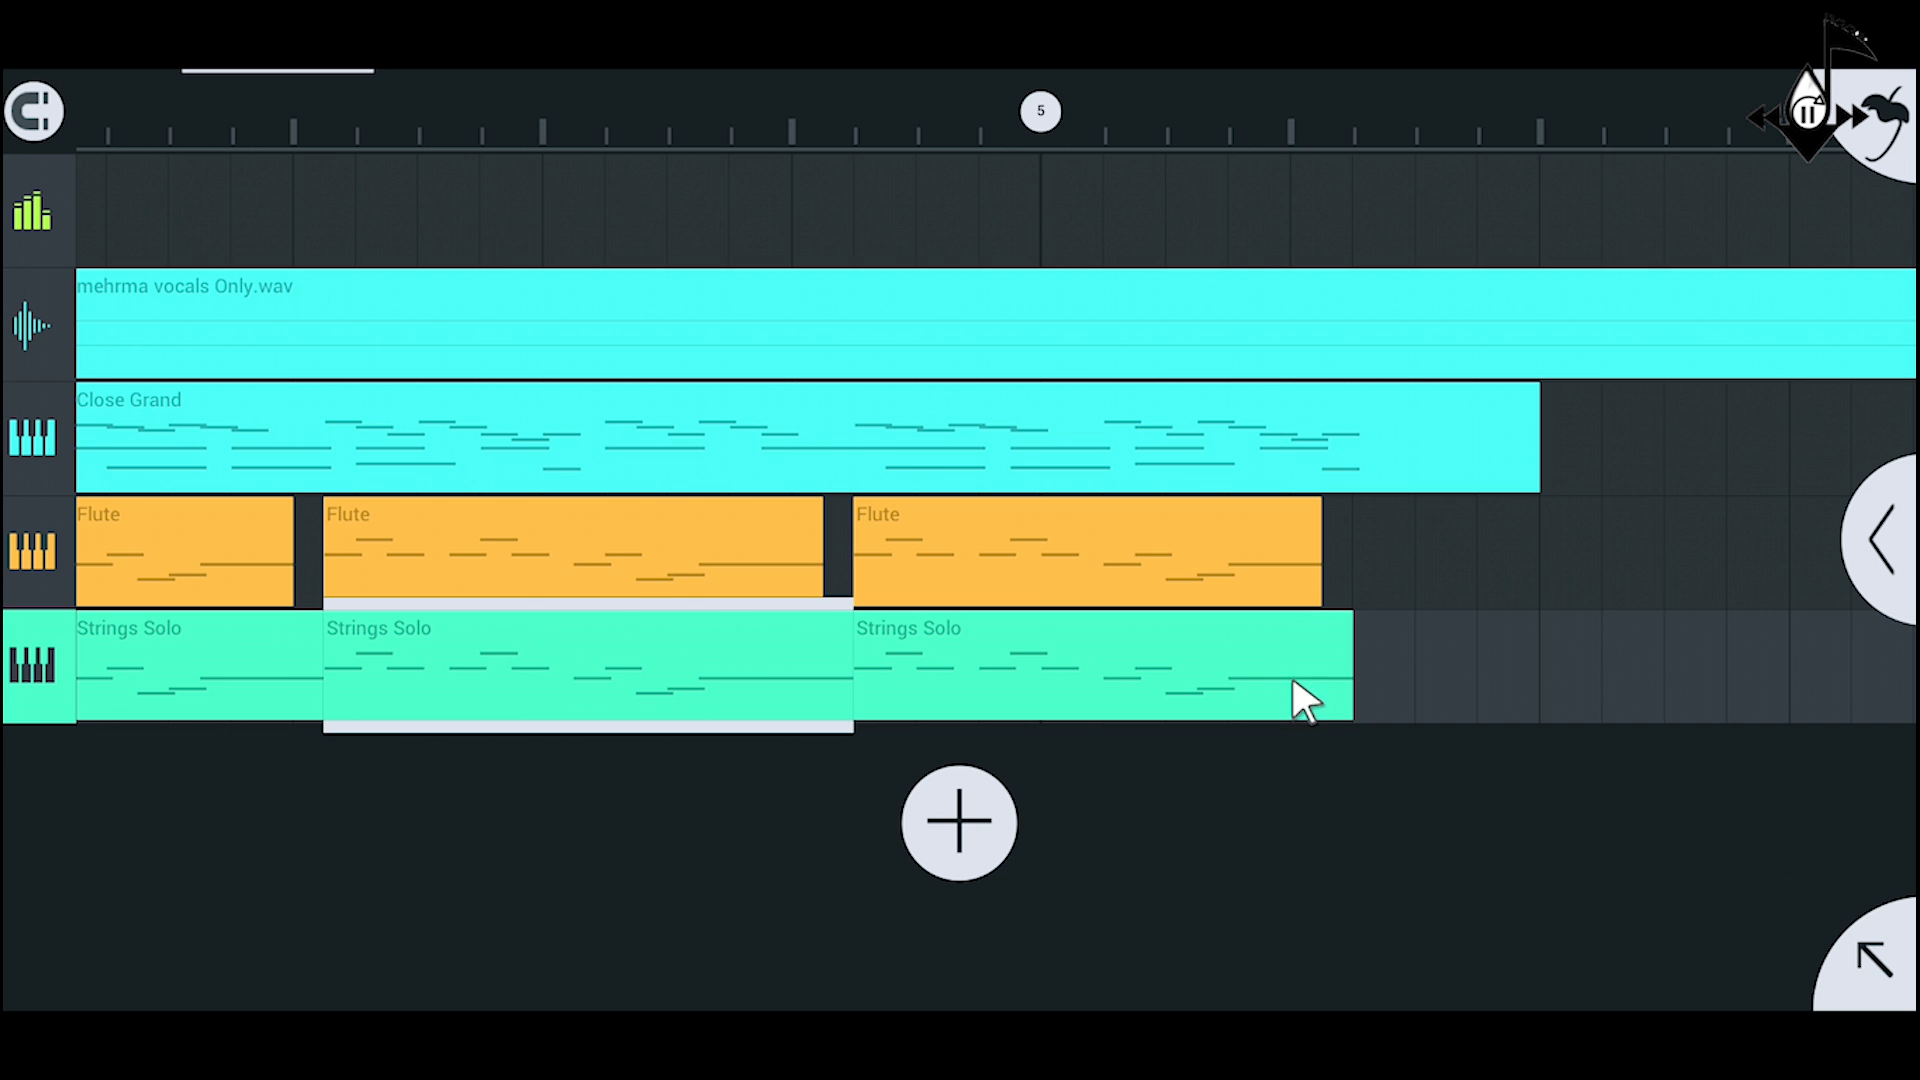 5
mehrma vocals Only.wav
Close Grand
Flute Flute Flute
Strings Solo Strings Solo Strings Solo